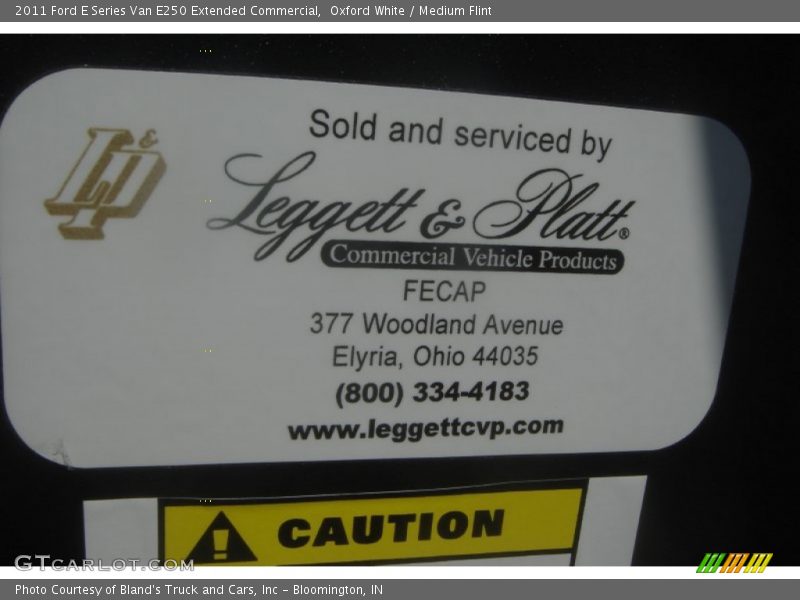 2011 Ford E Series Van E250 Extended Commercial,  Oxford White / Medium Flint
L&P
Sold and serviced by
Leggett & Platt®
Commercial Vehicle Products
FECAP
377 Woodland Avenue
Elyria, Ohio 44035
(800) 334-4183
www.leggettcvp.com
! CAUTION
GTCARLOT.COM
Photo Courtesy of Bland's Truck and Cars, Inc - Bloomington, IN